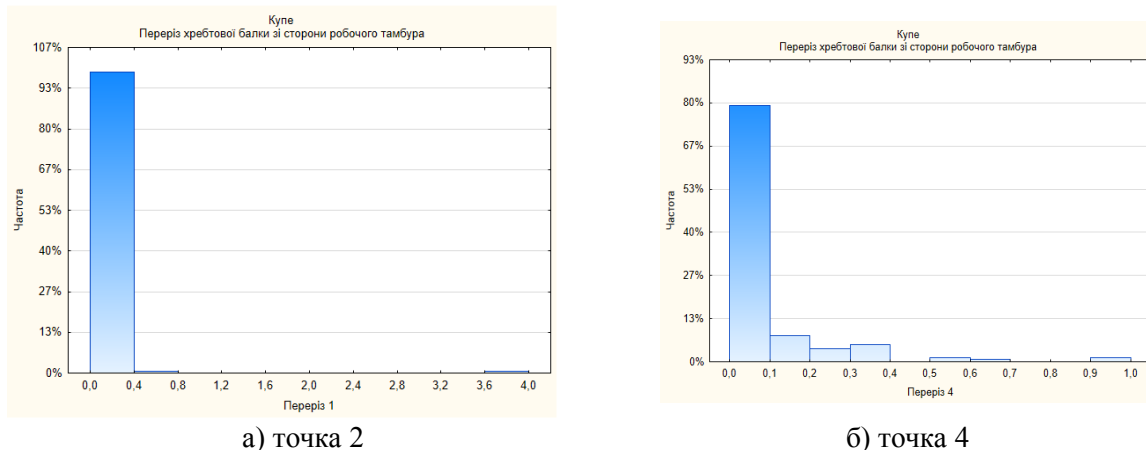 Купе
Переріз хребтової балки зі сторони робочого тамбура
107%
93%
80%
67%
53%
40%
27%
13%
0%
Частота
0,0 0,4 0,8 1,2 1,6 2,0 2,4 2,8 3,2 3,6 4,0
Переріз 1
а) точка 2
Купе
Переріз хребтової балки зі сторони робочого тамбура
93%
80%
67%
53%
40%
27%
13%
0%
Частота
0,0 0,1 0,2 0,3 0,4 0,5 0,6 0,7 0,8 0,9 1,0
Переріз 4
б) точка 4